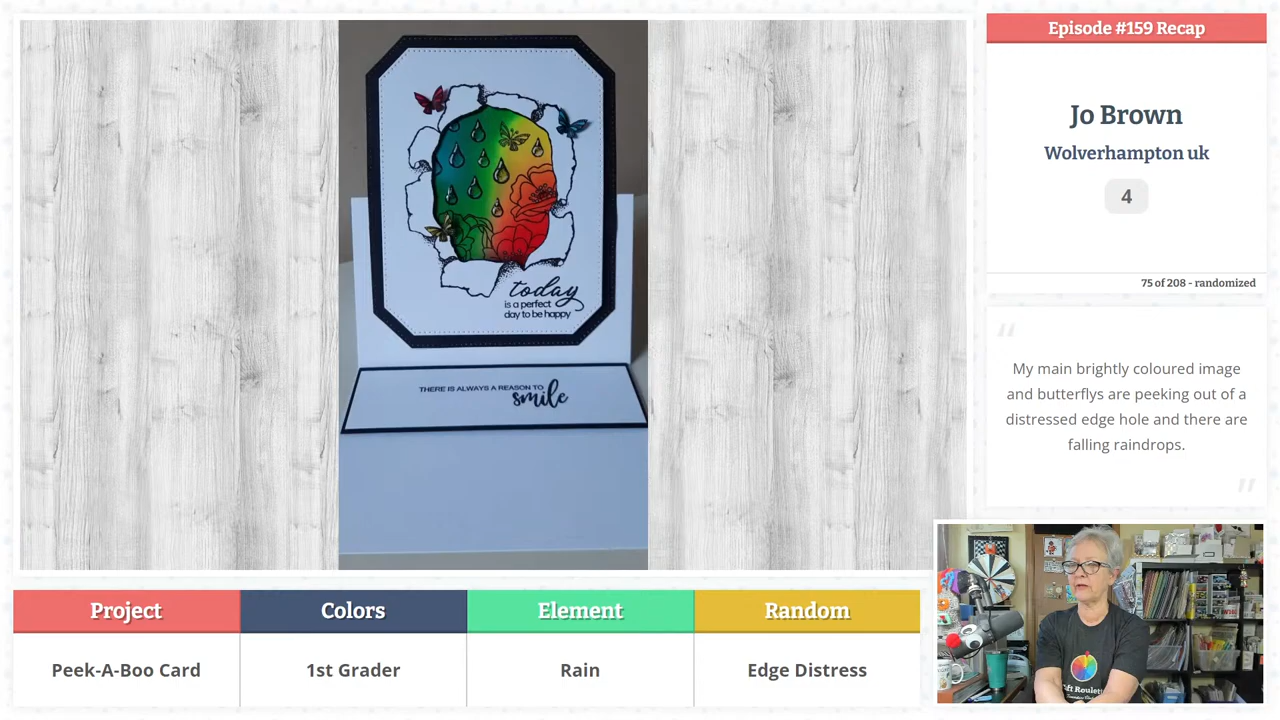 Episode #159 Recap
Jo Brown
Wolverhampton uk
4
75 of 208 - randomized
“
My main brightly coloured image
and butterflys are peeking out of a
distressed edge hole and there are
falling raindrops.
”
today
is a perfect
day to be happy
THERE IS ALWAYS A REASON TO
smile
Project
Colors
Element
Random
Peek-A-Boo Card
1st Grader
Rain
Edge Distress